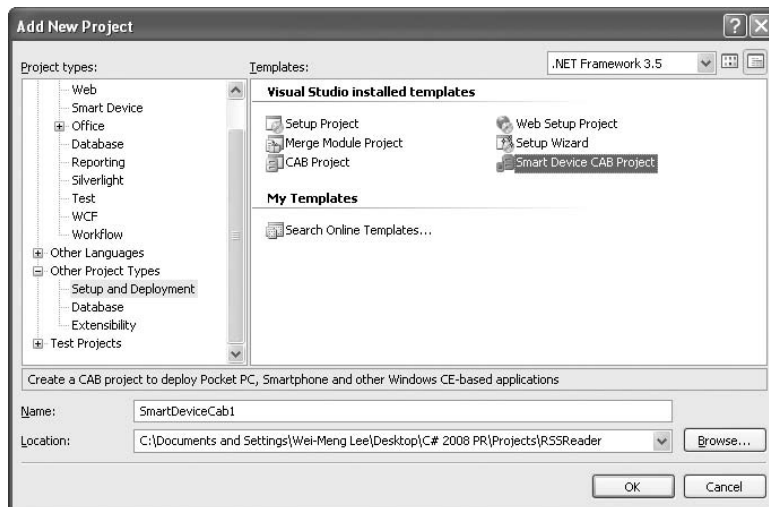 Add New Project
Project types:
Templates:
.NET Framework 3.5
Web
Smart Device
Office
Database
Reporting
Silverlight
Test
WCF
Workflow
Other Languages
Other Project Types
Setup and Deployment
Database
Extensibility
Test Projects
Visual Studio installed templates
Setup Project
Web Setup Project
Merge Module Project
Setup Wizard
CAB Project
Smart Device CAB Project
My Templates
Search Online Templates...
Create a CAB project to deploy Pocket PC, Smartphone and other Windows CE-based applications
Name:
SmartDeviceCab1
Location:
C:\Documents and Settings\Wei-Meng Lee\Desktop\C# 2008 PR\Projects\RSSReader
Browse...
OK
Cancel